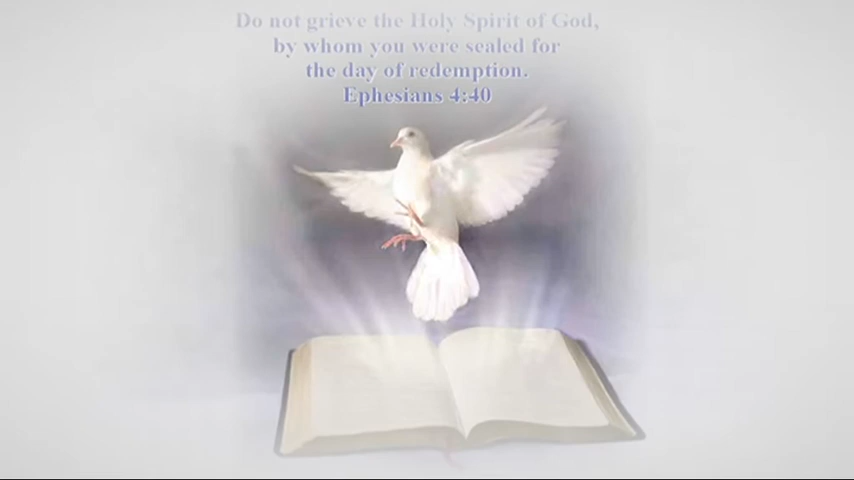 Do not grieve the Holy Spirit of God,
by whom you were sealed for
the day of redemption.
Ephesians 4:40